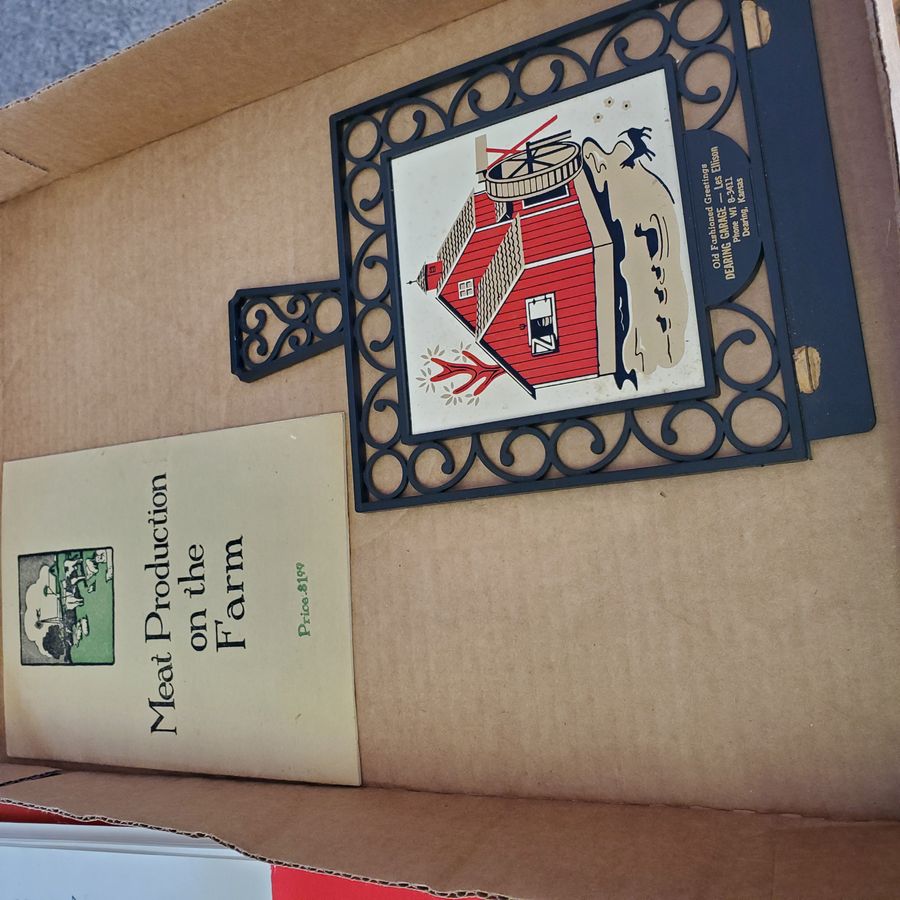 Meat Production
on the
Farm
Price $1.99
Old Fashioned Greetings
DEARING GARAGE — Les Ellison
Phone WI 8-3411
Dearing, Kansas